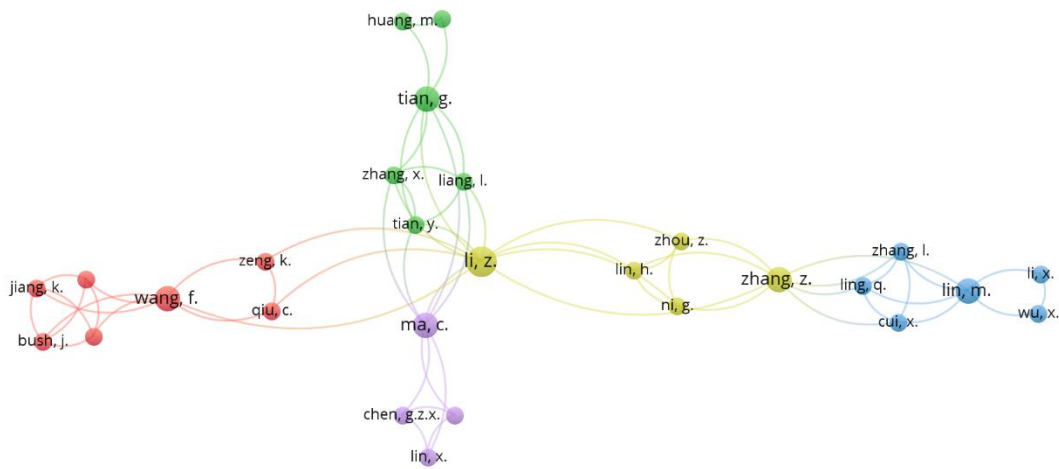 huang, m.
tian, g.
zhang, x.
liang, l.
tian, y.
zhou, z.
zhang, l.
zeng, k.
li, z.
lin, h.
zhang, z.
ling, q.
lin, m.
li, x.
jiang, k.
wang, f.
qiu, c.
ni, g.
cui, x.
wu, x.
bush, j.
ma, c.
chen, g.z.x.
lin, x.